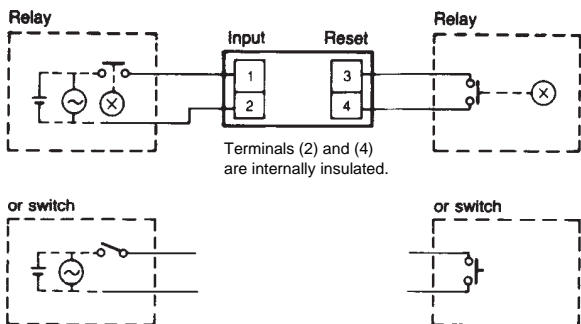 Relay
Input
Reset
Relay
1
3
2
4
Terminals (2) and (4)
are internally insulated.
or switch
or switch